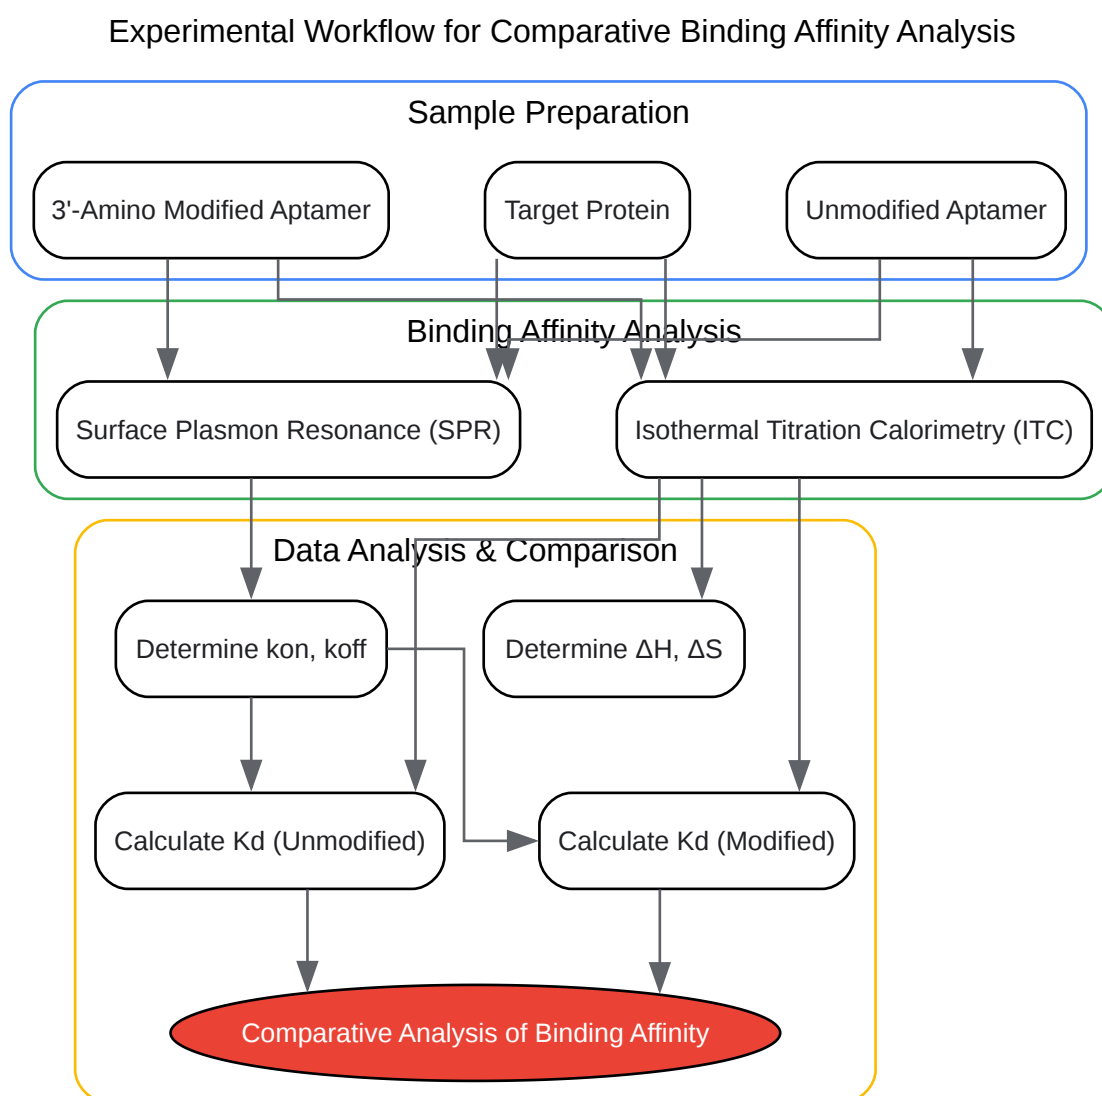 Experimental Workflow for Comparative Binding Affinity Analysis
Sample Preparation
3'-Amino Modified Aptamer
Target Protein
Unmodified Aptamer
Binding Affinity Analysis
Surface Plasmon Resonance (SPR)
Isothermal Titration Calorimetry (ITC)
Data Analysis & Comparison
Determine kon, koff
Determine ΔH, ΔS
Calculate Kd (Unmodified)
Calculate Kd (Modified)
Comparative Analysis of Binding Affinity